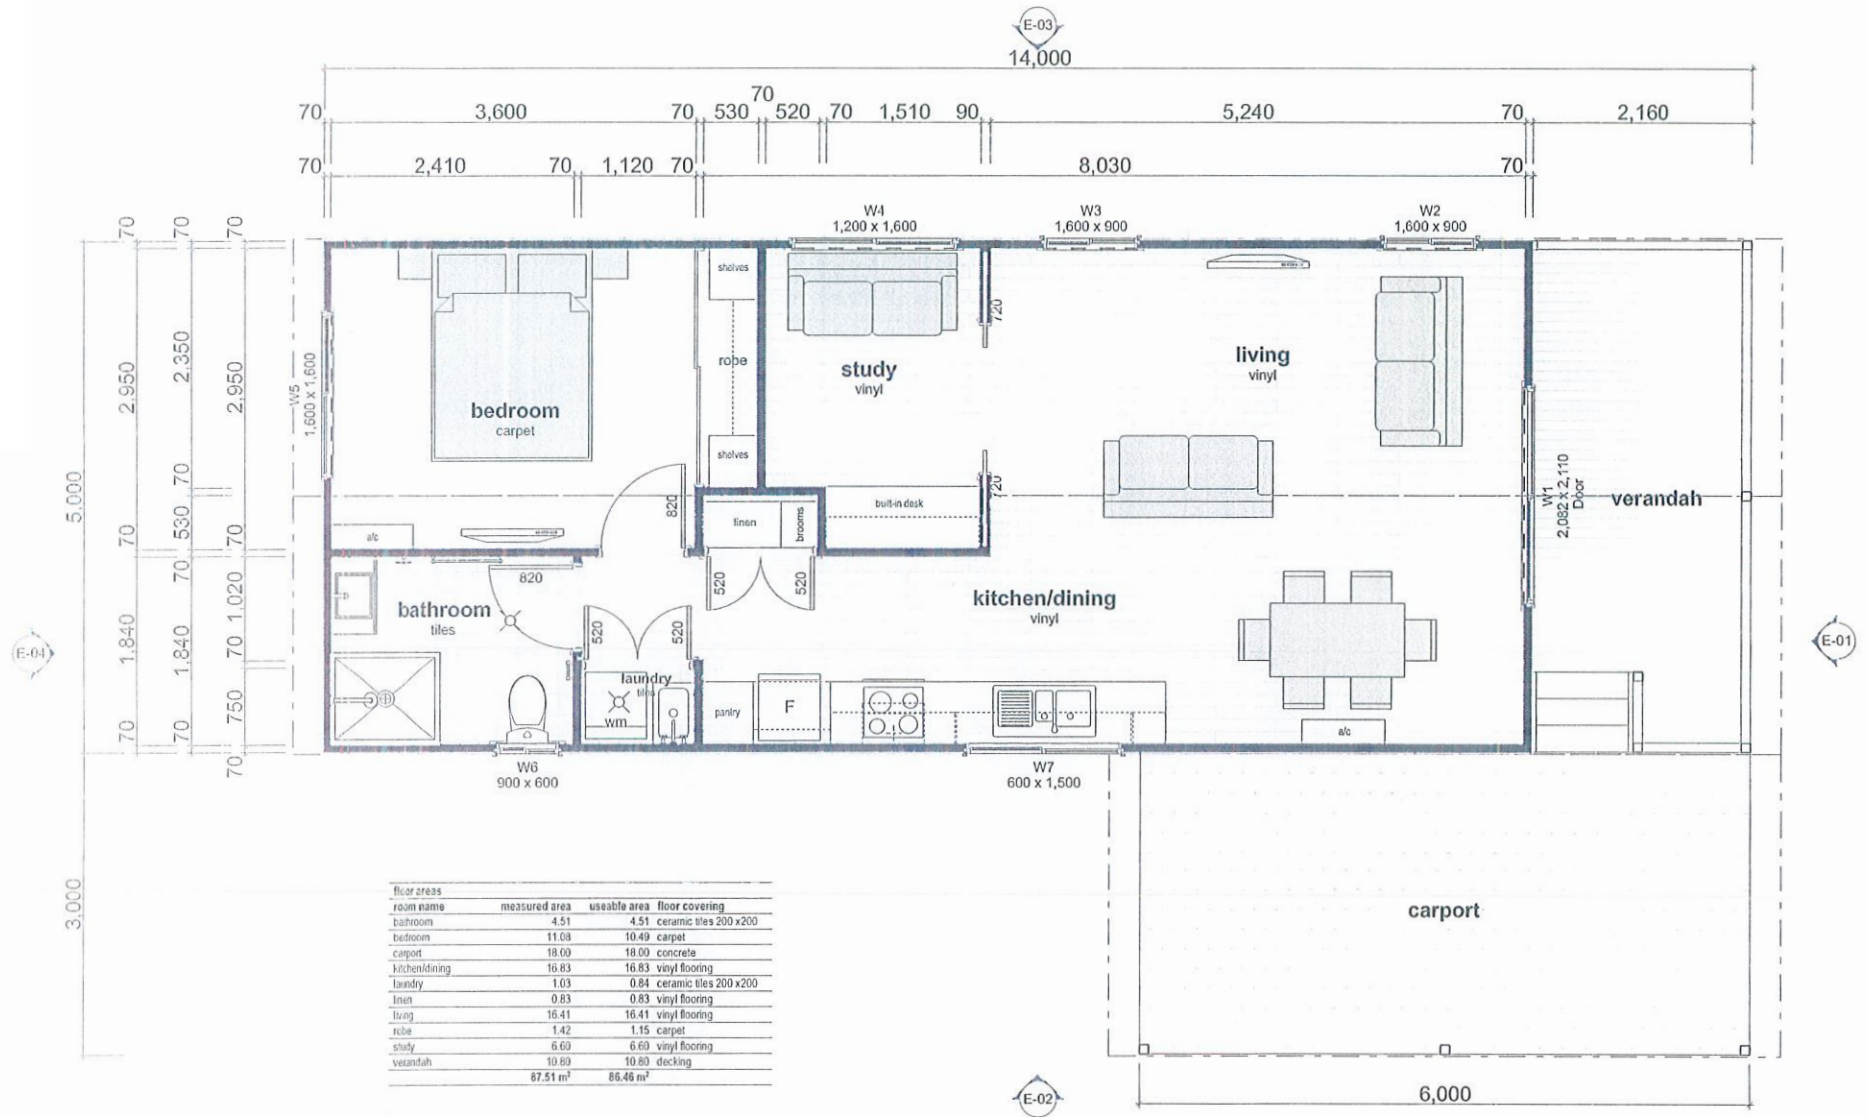 E-03
14,000
70
70 3,600 70 530 520 70 1,510 90 5,240 70 2,160
70 2,410 70 1,120 70 8,030 70
W4
1,200 x 1,600
W3
1,600 x 900
W2
1,600 x 900
70 70 70
2,950 2,350 2,950
5,000
70 530 70 70
70 1,020
1,840 1,840 70
750
70 70 70
3,000
W5
1,600 x 1,600
bedroom
carpet
shelves
robe
shelves
820
a/c
study
vinyl
720
720
built-in desk
living
vinyl
W1
2,082 x 2,110
Door
verandah
linen
brooms
520
520
820
bathroom
tiles
520
520
laundry
tiles
wm
kitchen/dining
vinyl
pantry
F
a/c
E-04
E-01
W6
900 x 600
W7
600 x 1,500
carport
floor areas
room name measured area useable area floor covering
bathroom 4.51 4.51 ceramic tiles 200 x200
bedroom 11.08 10.49 carpet
carport 18.00 18.00 concrete
kitchen/dining 16.83 16.83 vinyl flooring
laundry 1.03 0.84 ceramic tiles 200 x200
linen 0.83 0.83 vinyl flooring
living 16.41 16.41 vinyl flooring
robe 1.42 1.15 carpet
study 6.60 6.60 vinyl flooring
verandah 10.80 10.80 decking
87.51 m² 86.46 m²
6,000
E-02